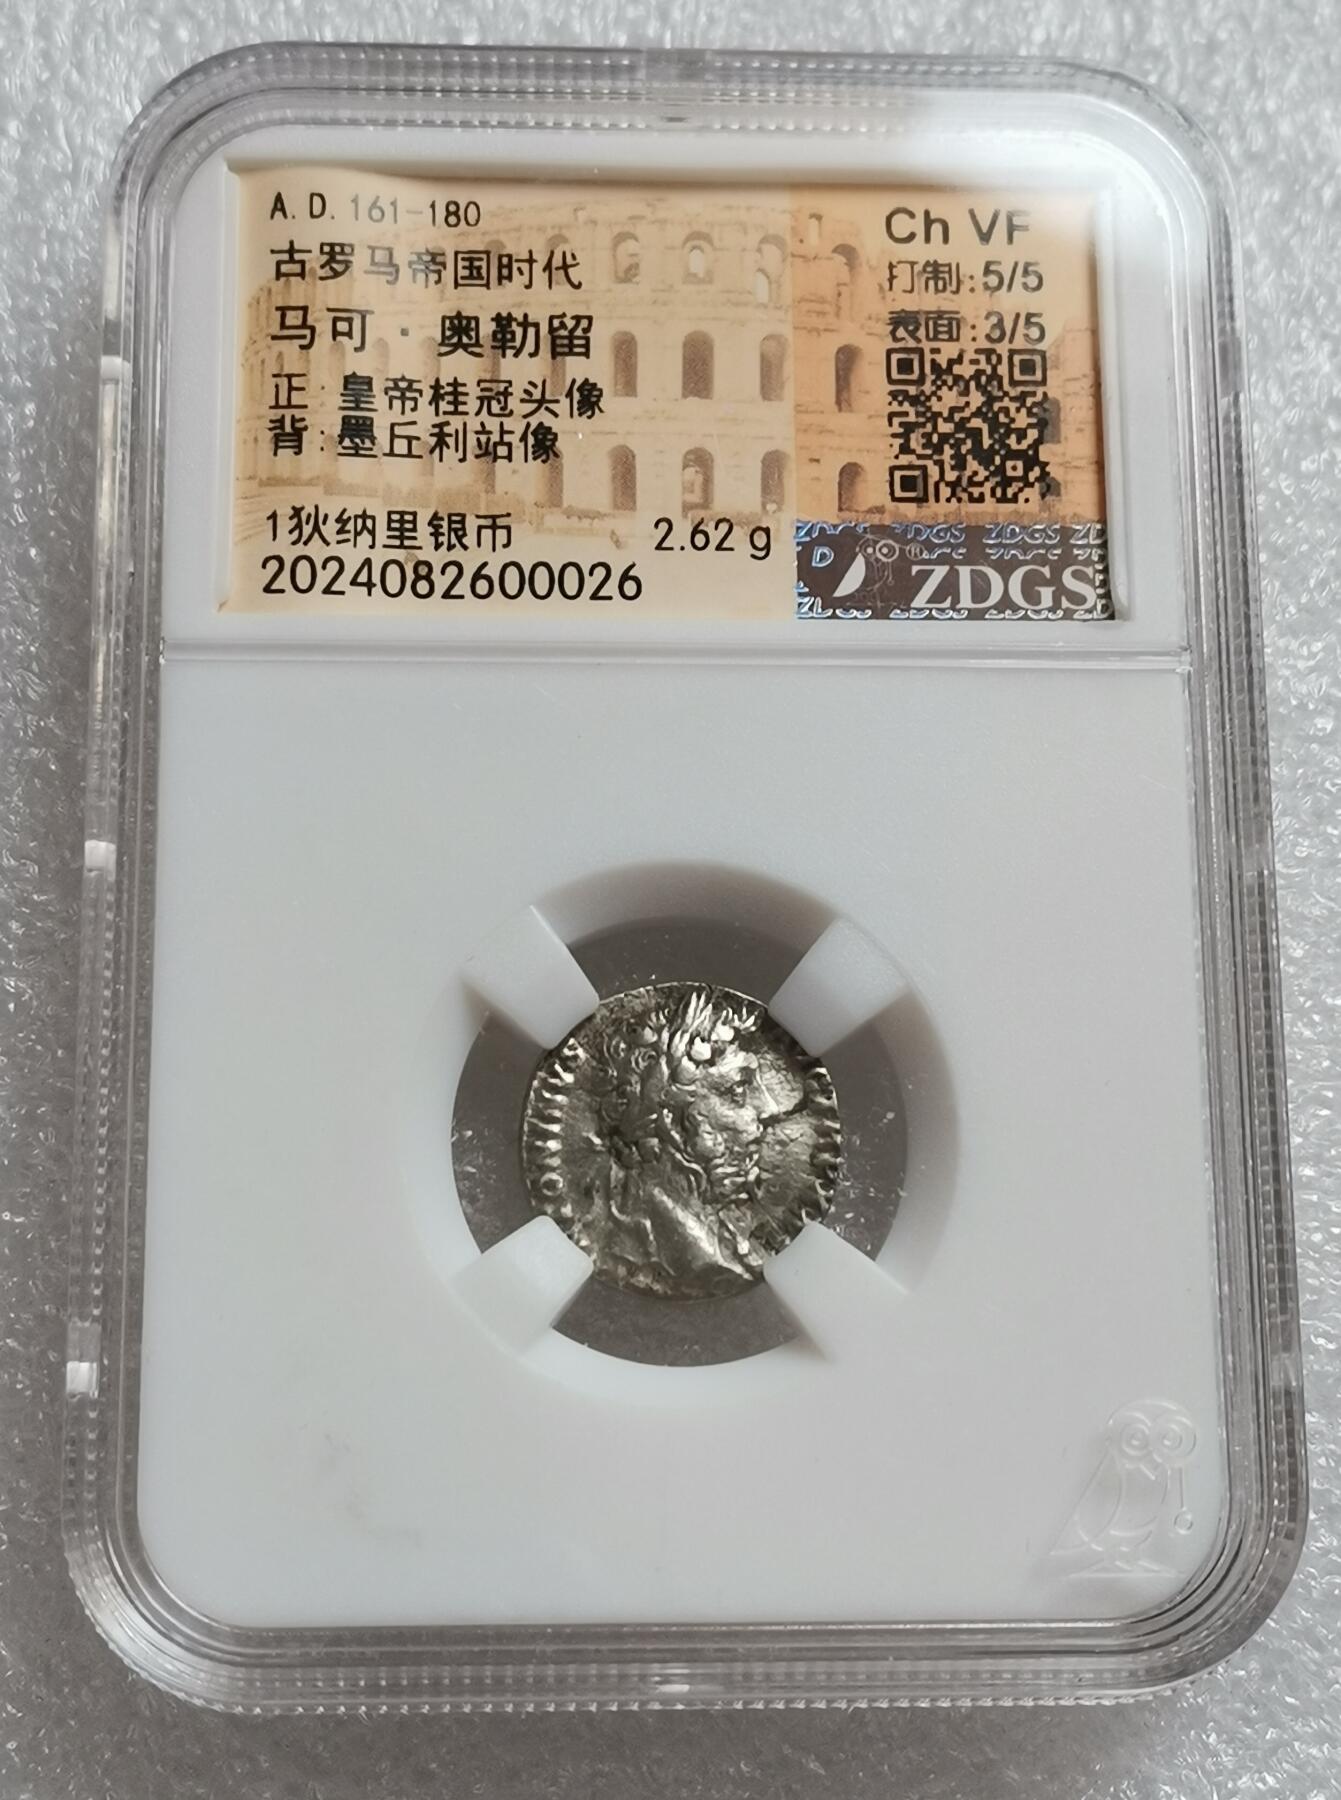 A.D. 161-180
古罗马帝国时代
马可·奥勒留
正:皇帝桂冠头像
背:墨丘利站像
1狄纳里银币 2.62 g
2024082600026
Ch VF
打制:5/5
表面:3/5
ZDGS